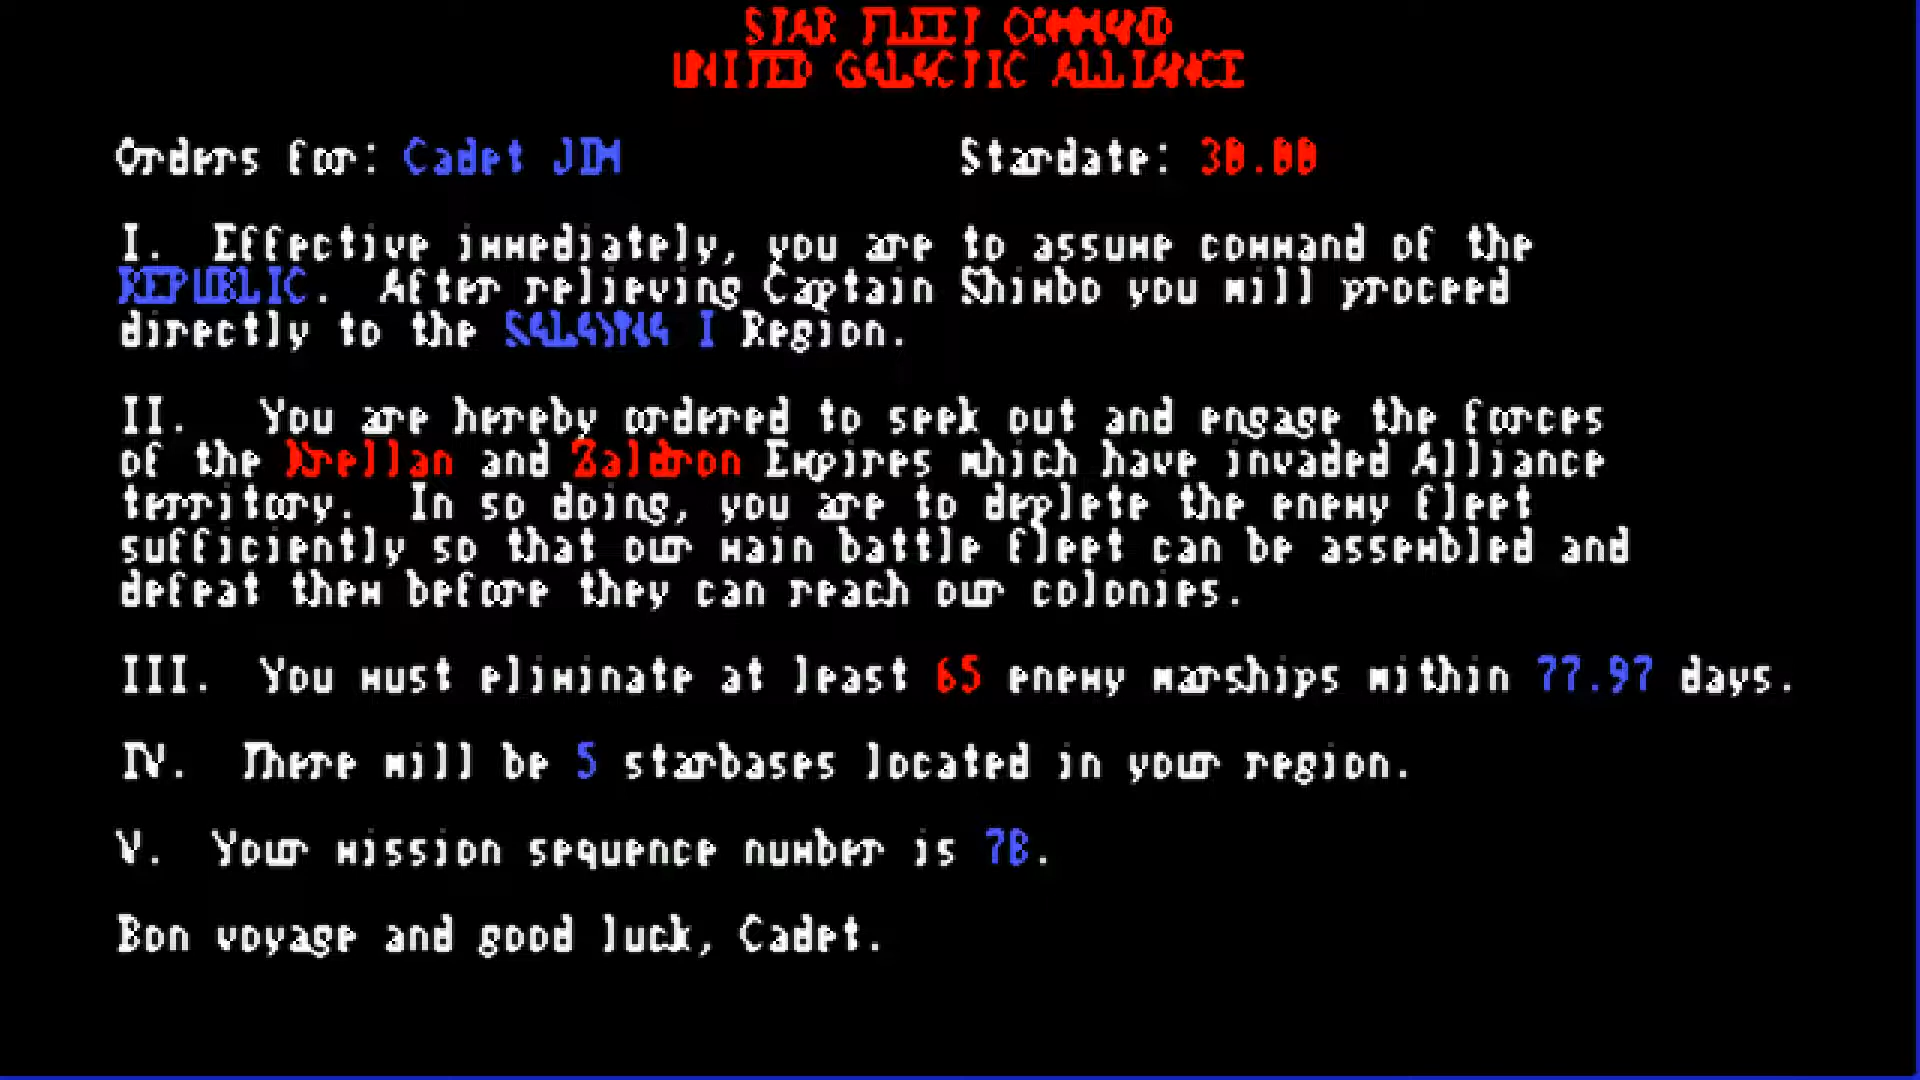 STAR FLEET COMMAND
UNITED GALACTIC ALLIANCE
Orders for: Cadet JIM Stardate: 30.00
I. Effective immediately, you are to assume command of the
REPUBLIC. After relieving Captain Shimbo you will proceed
directly to the I Region.
II. You are hereby ordered to seek out and engage the forces
of the Krellan and Zaldron Empires which have invaded Alliance
territory. In so doing, you are to deplete the enemy fleet
sufficiently so that our main battle fleet can be assembled and
defeat them before they can reach our colonies.
III. You must eliminate at least 65 enemy warships within 77.97 days.
IV. There will be 5 starbases located in your region.
V. Your mission sequence number is 7B.
Bon voyage and good luck, Cadet.